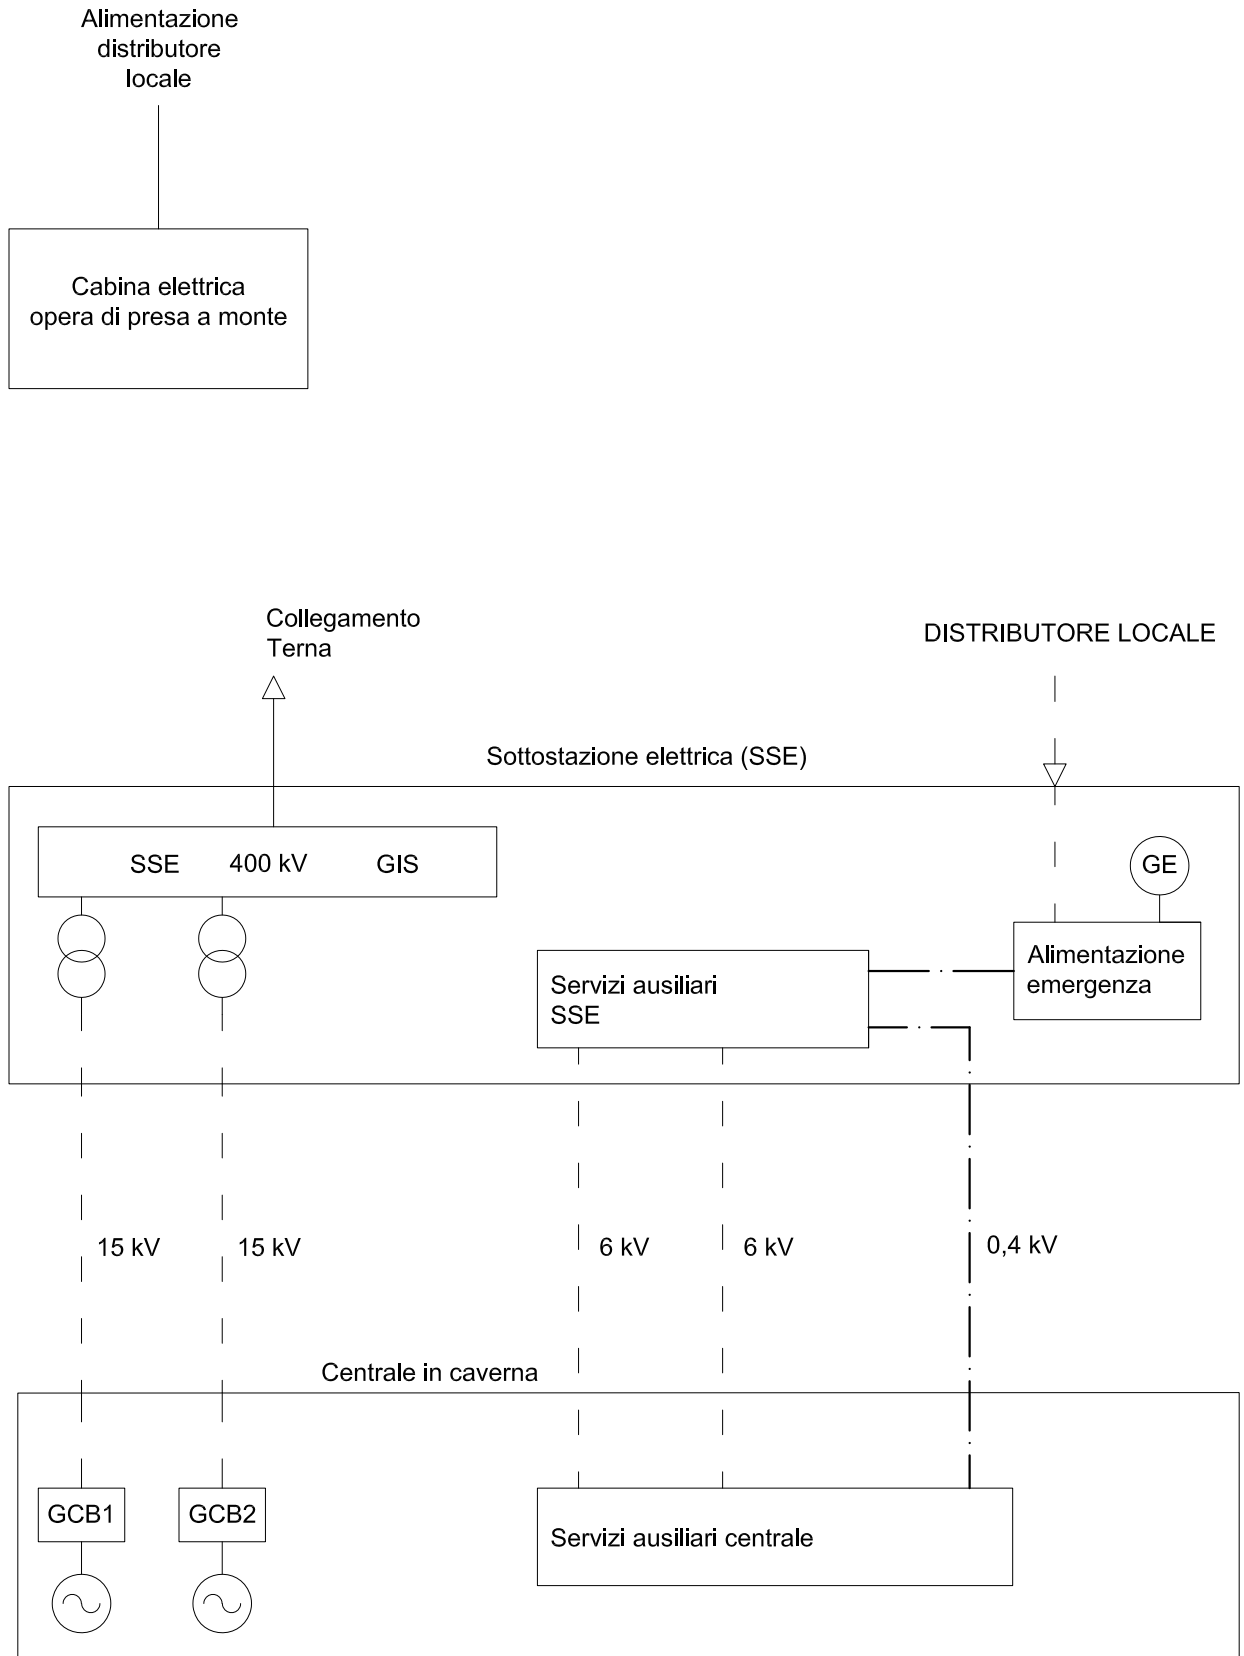 Alimentazione
distributore
locale
Cabina elettrica
opera di presa a monte
Collegamento
Terna
DISTRIBUTORE LOCALE
Sottostazione elettrica (SSE)
SSE 400 kV GIS
GE
Alimentazione
emergenza
Servizi ausiliari
SSE
15 kV 15 kV 6 kV 6 kV 0,4 kV
Centrale in caverna
GCB1 GCB2
Servizi ausiliari centrale